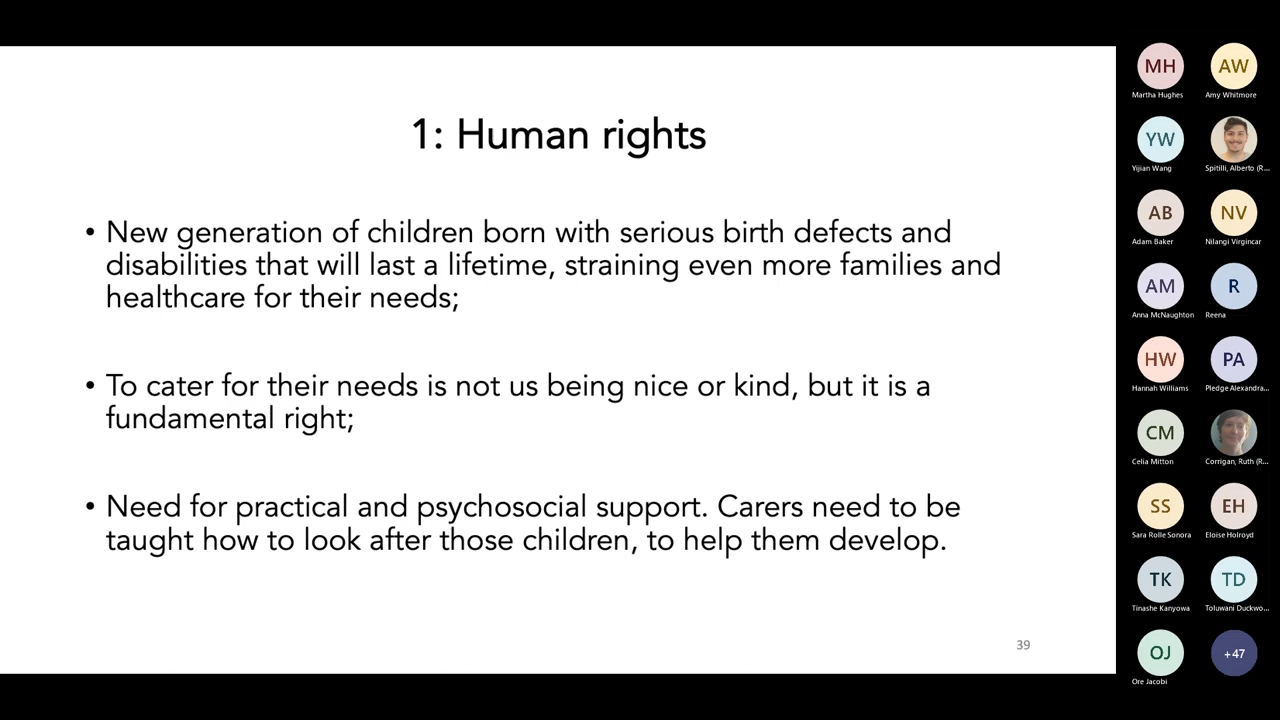 1: Human rights
• New generation of children born with serious birth defects and
disabilities that will last a lifetime, straining even more families and
healthcare for their needs;
• To cater for their needs is not us being nice or kind, but it is a
fundamental right;
• Need for practical and psychosocial support. Carers need to be
taught how to look after those children, to help them develop.
39
MH
Martha Hughes
AW
Amy Whitmore
YW
Yijian Wang
Spitilli, Alberto (R...
AB
Adam Baker
NV
Nilangi Virgincar
AM
Anna McNaughton
R
Reena
HW
Hannah Williams
PA
Pledge Alexandra...
CM
Celia Mitton
Corrigan, Ruth (R...
SS
Sara Rolle Sonora
EH
Eloise Holroyd
TK
Tinashe Kanyowa
TD
Toluwani Duckwo...
OJ
Ore Jacobi
+47